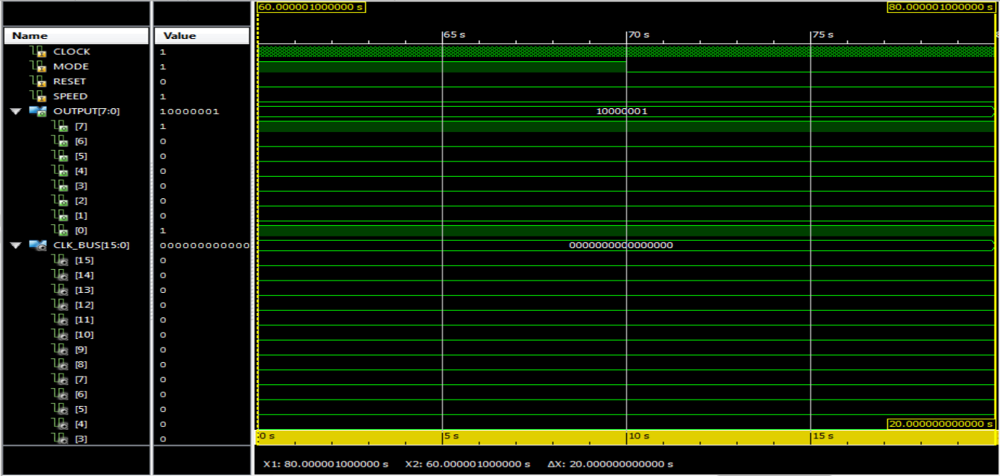 60.000001000000 s 80.000001000000 s
65 s 70 s 75 s
Name Value
CLOCK 1
MODE 1
RESET 0
SPEED 1
OUTPUT[7:0] 10000001 10000001
[7] 1
[6] 0
[5] 0
[4] 0
[3] 0
[2] 0
[1] 0
[0] 1
CLK_BUS[15:0] 000000000000 0000000000000000
[15] 0
[14] 0
[13] 0
[12] 0
[11] 0
[10] 0
[9] 0
[8] 0
[7] 0
[6] 0
[5] 0
[4] 0
20.000000000000 s
[3] 0
0 s 5 s 10 s 15 s
X1: 80.000001000000 s X2: 60.000001000000 s ΔX: 20.000000000000 s